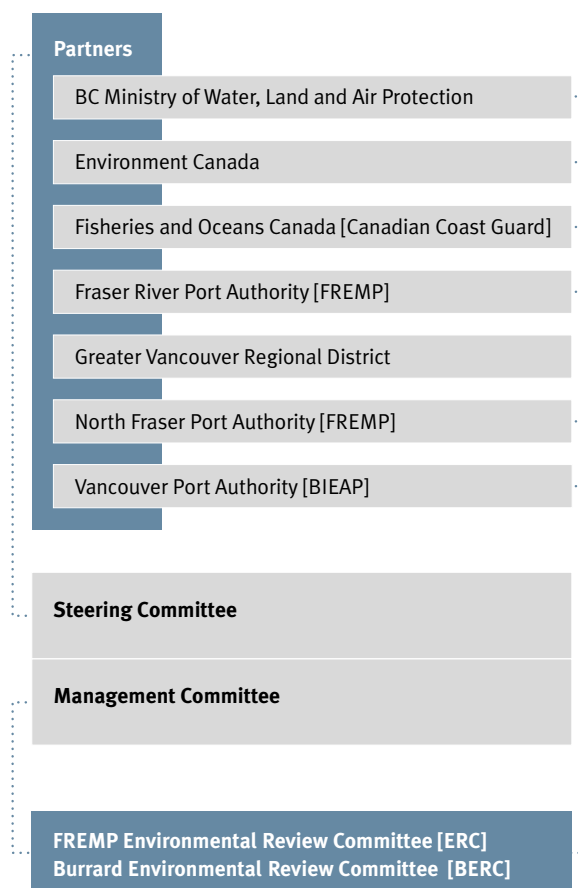 Partners
BC Ministry of Water, Land and Air Protection
Environment Canada
Fisheries and Oceans Canada [Canadian Coast Guard]
Fraser River Port Authority [FREMP]
Greater Vancouver Regional District
North Fraser Port Authority [FREMP]
Vancouver Port Authority [BIEAP]
Steering Committee
Management Committee
FREMP Environmental Review Committee [ERC]
Burrard Environmental Review Committee [BERC]